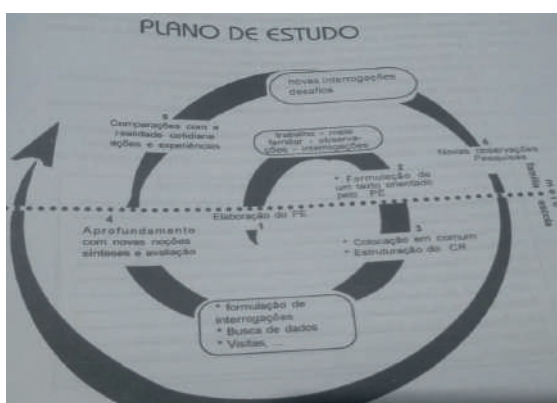 PLANO DE ESTUDO
novas interrogações
desafios
5
Comparações com a
realidade cotidiana
ações e experiências
trabalho - meio
familiar - observa-
ções - interrogações
6
Novas observações
Pesquisas
2
* Formulação de
um texto orientado
pelo PE
Elaboração do PE
1
meio
família
escola
4
Aprofundamento
com novas noções
sínteses e avaliação
3
* Colocação em comum
* Estruturação do CR
* formulação de
interrogações
* Busca de dados
* Visitas, ...